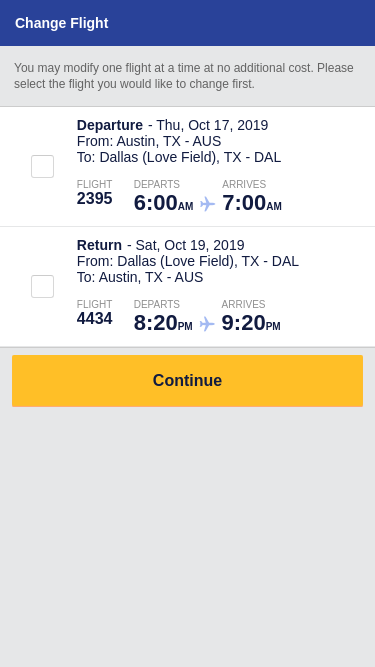 Change Flight
You may modify one flight at a time at no additional cost. Please
select the flight you would like to change first.
Departure - Thu, Oct 17, 2019
From: Austin, TX - AUS
To: Dallas (Love Field), TX - DAL
FLIGHT DEPARTS ARRIVES
2395 6:00AM 7:00AM
Return - Sat, Oct 19, 2019
From: Dallas (Love Field), TX - DAL
To: Austin, TX - AUS
FLIGHT DEPARTS ARRIVES
4434 8:20PM 9:20PM
Continue